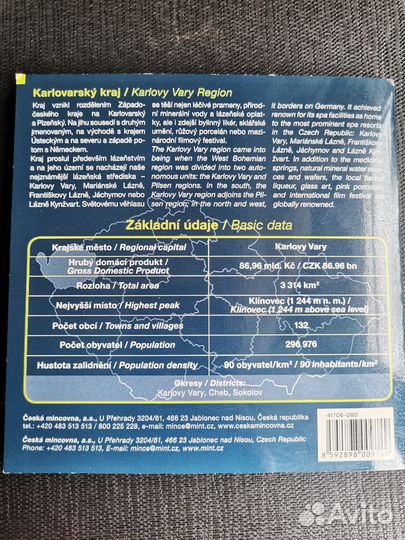 Karlovarský kraj / Karlovy Vary Region
Kraj vznikl rozdělením Západo-
českého kraje na Karlovarský
a Plzeňský. Na jihu sousedí s druhým
jmenovaným, na východě s krajem
Ústeckým a na severu a západě po-
tom s Německem.
Kraj proslul především lázeňstvím
a na jeho území se nacházejí naše
nejznámější lázeňská střediska –
Karlovy Vary, Mariánské Lázně,
Františkovy Lázně, Jáchymov nebo
Lázně Kynžvart. Světovému věhlasu
se těší nejen léčivé prameny, přírod-
ní minerální vody a lázeňské oplat-
ky, ale i zdejší bylinný likér, sklářské
umění, růžový porcelán nebo mezi-
národní filmový festival.
The Karlovy Vary region came into
being when the West Bohemian
region was divided into two auto-
nomous units: the Karlovy Vary and
Pilsen regions. In the south, the
Karlovy Vary region adjoins the Pil-
sen region. In the north and west,
it borders on Germany. It achieved
renown for its spa facilities as home
to the most prominent spa resorts
in the Czech Republic: Karlovy
Vary, Mariánské Lázně, Františkovy
Lázně, Jáchymov and Lázně Kyn-
žvart. In addition to the medicinal
springs, natural mineral water sour-
ces and wafers, the local herbal
liqueur, glass art, pink porcelain
and international film festival are
globally renowned.
Základní údaje / Basic data
Krajské město / Regional capital
Karlovy Vary
Hrubý domácí produkt /
Gross Domestic Product
86,96 mld. Kč / CZK 86.96 bn
Rozloha / Total area
3 314 km²
Nejvyšší místo / Highest peak
Klínovec (1 244 m n. m.) /
Klínovec (1 244 m above sea level)
Počet obcí / Towns and villages
132
Počet obyvatel / Population
296,976
Hustota zalidnění / Population density
90 obyvatel/km² / 90 inhabitants/km²
Okresy / Districts:
Karlovy Vary, Cheb, Sokolov
Česká mincovna, a.s., U Přehrady 3204/61, 466 23 Jablonec nad Nisou, Česká republika
tel.: +420 483 513 513 / 800 225 228, e-mail: mince@mint.cz, www.ceskamincovna.cz
Česká mincovna, a.s., U Přehrady 3204/61, 466 23 Jablonec nad Nisou, Czech Republic
Phone: +420 483 513 513, e-mail: mince@mint.cz, www.mint.cz
41706-080
Avito